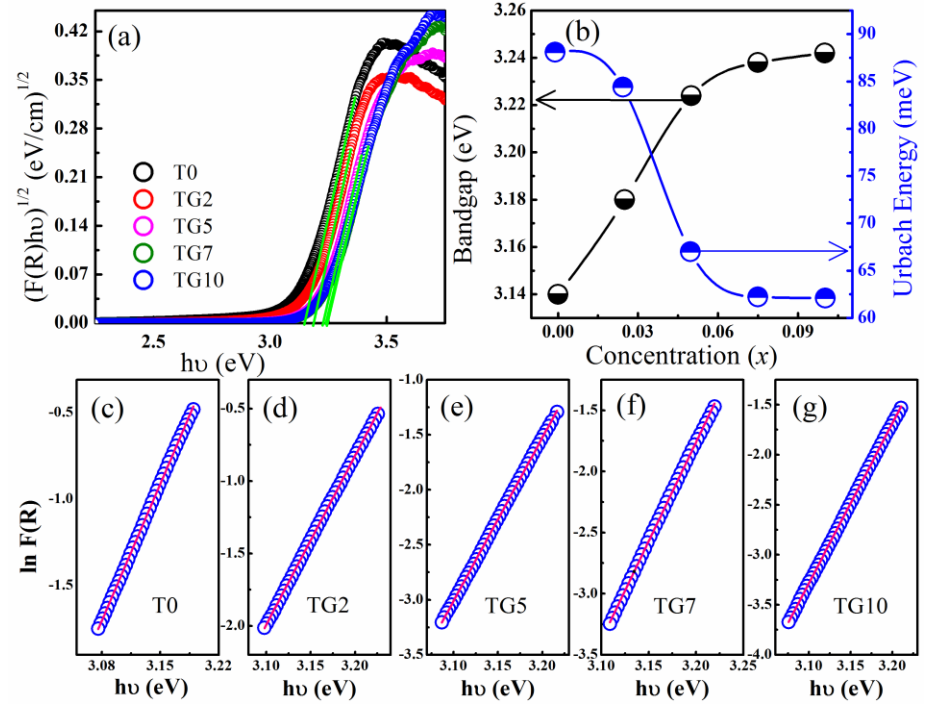 (a)
(F(R)hυ)^1/2 (eV/cm)^1/2
0.42
0.35
0.28
0.21
0.14
0.07
0.00
T0
TG2
TG5
TG7
TG10
2.5 3.0 3.5
hυ (eV)
(b)
Bandgap (eV)
3.26
3.24
3.22
3.20
3.18
3.16
3.14
Urbach Energy (meV)
90
85
80
75
70
65
60
0.00 0.03 0.06 0.09
Concentration (x)
ln F(R)
(c)
-0.5
-1.0
-1.5
T0
3.08 3.15 3.22
hυ (eV)
(d)
-0.5
-1.0
-1.5
-2.0
TG2
3.10 3.15 3.20
hυ (eV)
(e)
-1.0
-1.5
-2.0
-2.5
-3.0
-3.5
TG5
3.10 3.15 3.20
hυ (eV)
(f)
-1.5
-2.0
-2.5
-3.0
-3.5
TG7
3.10 3.15 3.20 3.25
hυ (eV)
(g)
-1.5
-2.0
-2.5
-3.0
-3.5
-4.0
TG10
3.10 3.15 3.20
hυ (eV)